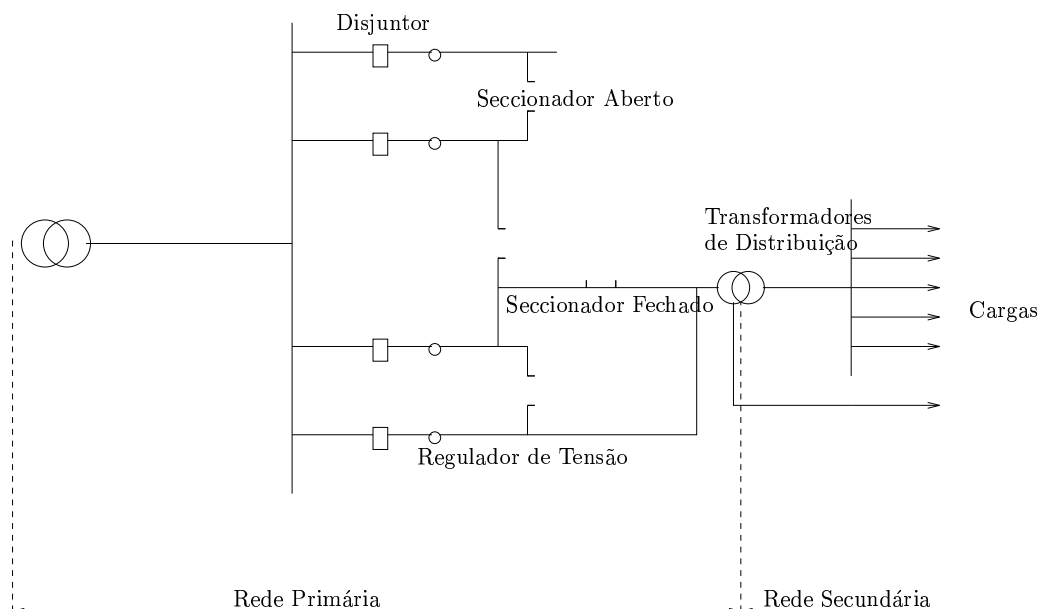 Disjuntor
Seccionador Aberto
Transformadores
de Distribuição
Seccionador Fechado
Cargas
Regulador de Tensão
Rede Primária
Rede Secundária